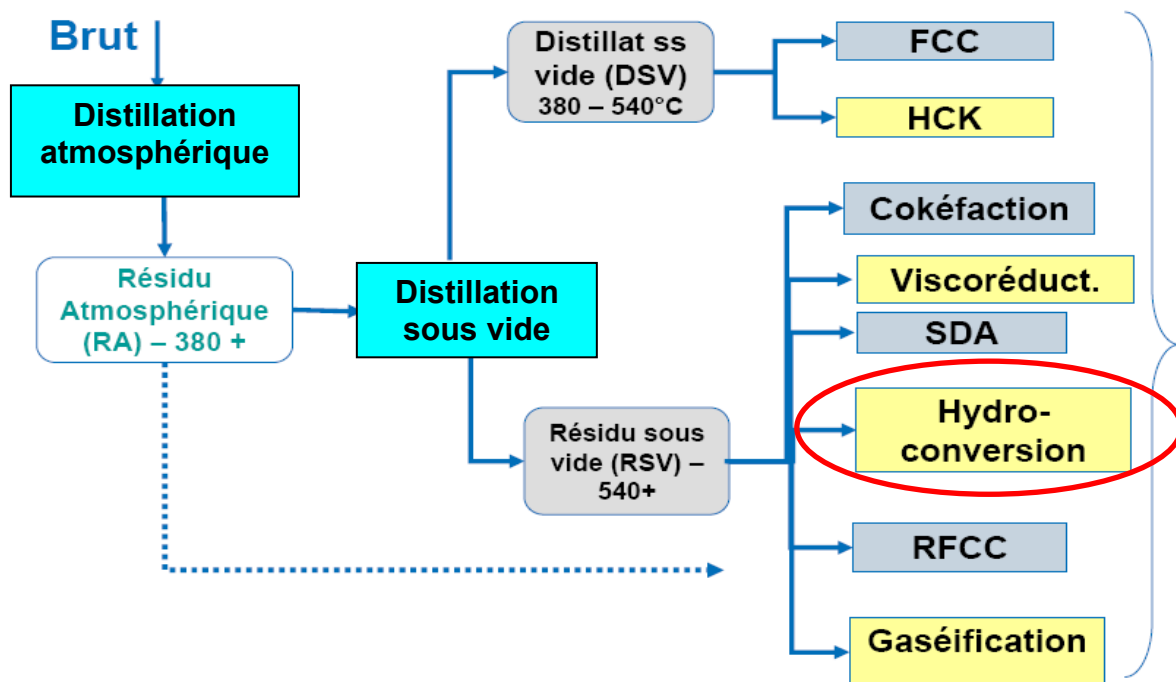 Brut
Distillation
atmosphérique
Résidu
Atmosphérique
(RA) – 380 +
Distillation
sous vide
Distillat ss
vide (DSV)
380 – 540°C
Résidu sous
vide (RSV) –
540+
FCC
HCK
Cokéfaction
Viscoréduct.
SDA
Hydro-
conversion
RFCC
Gaséification